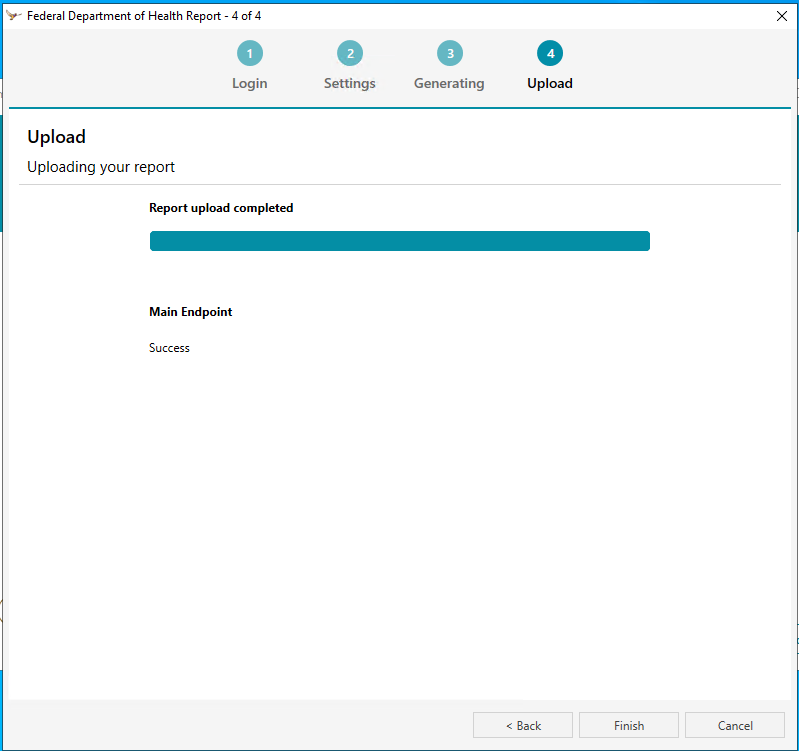 Federal Department of Health Report - 4 of 4
1 2 3 4
Login Settings Generating Upload
Upload
Uploading your report
Report upload completed
Main Endpoint
Success
< Back Finish Cancel